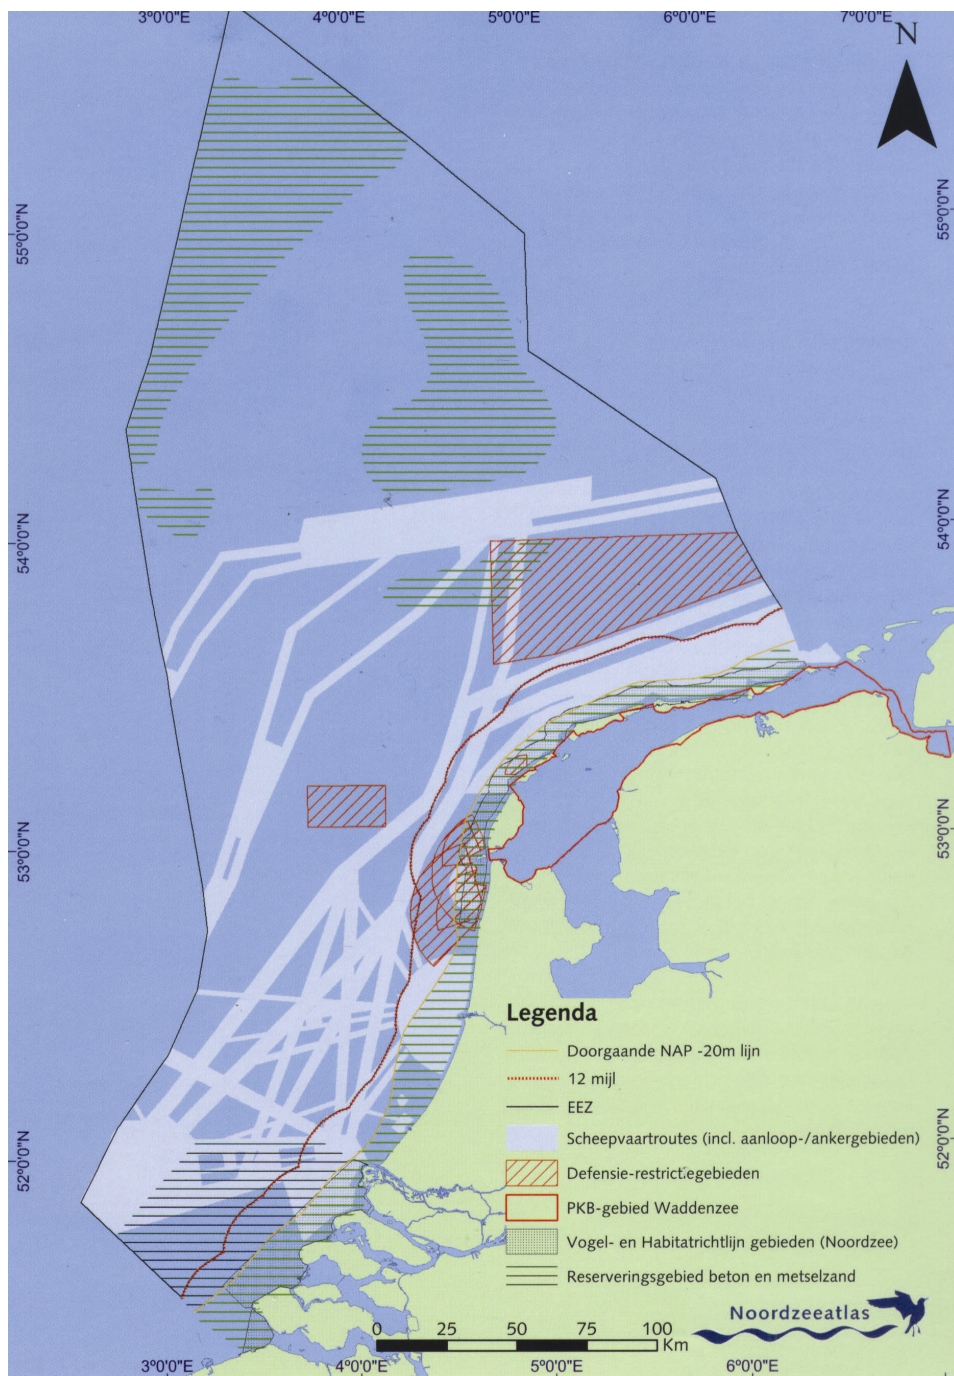 3°0'0"E 4°0'0"E 5°0'0"E 6°0'0"E 7°0'0"E
N
55°0'0"N 55°0'0"N
54°0'0"N 54°0'0"N
53°0'0"N 53°0'0"N
52°0'0"N 52°0'0"N
Legenda
Doorgaande NAP -20m lijn
12 mijl
EEZ
Scheepvaartroutes (incl. aanloop-/ankergebieden)
Defensie-restrictiegebieden
PKB-gebied Waddenzee
Vogel- en Habitatrichtlijn gebieden (Noordzee)
Reserveringsgebied beton en metselzand
Noordzeeatlas
0 25 50 75 100
Km
3°0'0"E 4°0'0"E 5°0'0"E 6°0'0"E